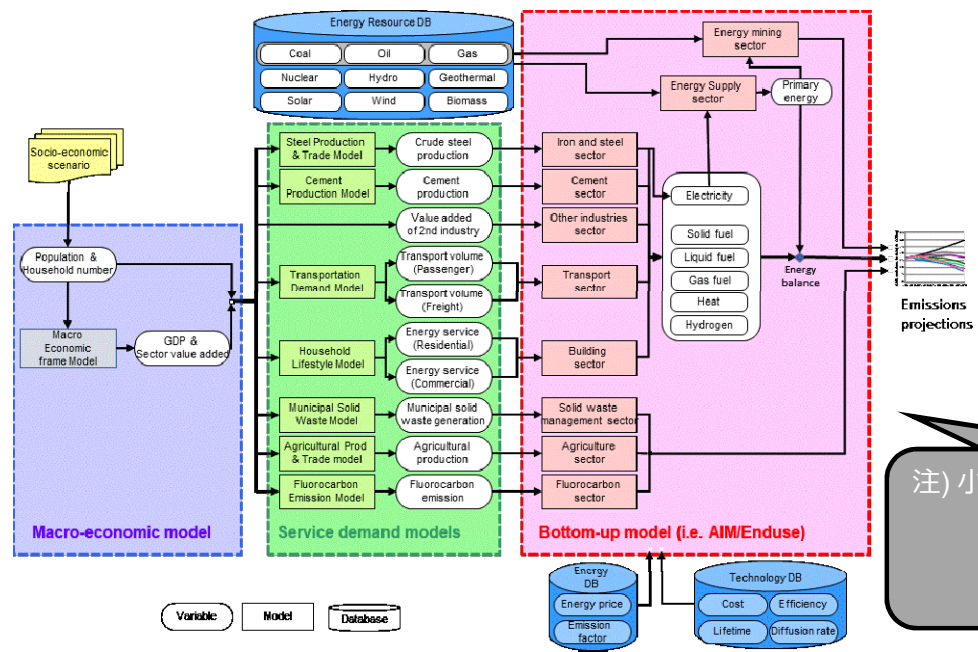 Energy Resource DB
Coal
Oil
Gas
Nuclear
Hydro
Geothermal
Solar
Wind
Biomass
Energy mining
sector
Energy Supply
sector
Primary
energy
Socio-economic
scenario
Population &
Household number
Macro
Economic
frame Model
GDP &
Sector value added
Macro-economic model
Steel Production
& Trade Model
Crude steel
production
Cement
Production Model
Cement
production
Value added
of 2nd industry
Transportation
Demand Model
Transport volume
(Passenger)
Transport volume
(Freight)
Household
Lifestyle Model
Energy service
(Residential)
Energy service
(Commercial)
Municipal Solid
Waste Model
Municipal solid
waste generation
Agricultural Prod
& Trade model
Agricultural
production
Fluorocarbon
Emission Model
Fluorocarbon
emission
Service demand models
Iron and steel
sector
Cement
sector
Other industries
sector
Transport
sector
Building
sector
Solid waste
management sector
Agriculture
sector
Fluorocarbon
sector
Electricity
Solid fuel
Liquid fuel
Gas fuel
Heat
Hydrogen
Energy
balance
Bottom-up model (i.e. AIM/Enduse)
Emissions
projections
注) 小
Energy
DB
Energy price
Emission
factor
Technology DB
Cost
Efficiency
Lifetime
Diffusion rate
Variable
Model
Database